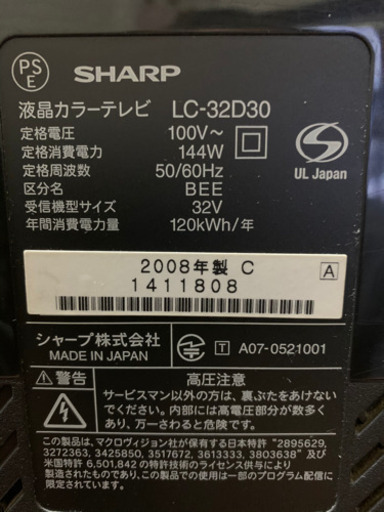 PS
E
SHARP
液晶カラーテレビ LC-32D30
定格電圧 100V～
定格消費電力 144W
定格周波数 50/60Hz
区分名 BEE
受信機型サイズ 32V
年間消費電力量 120kWh/年
S
UL Japan
2008年製 C
1411808
A
シャープ株式会社
MADE IN JAPAN
T A07-0521001
警告 高圧注意
サービスマン以外の方は、裏ぶたをあけないで
ください。内部には高電圧部分が数多く
あり、万一さわると危険です。
この製品は、マクロヴィジョン社が保有する日本特許 "2895629,
3272363, 3425850, 3517672, 3613333, 3803638" 及び
米国特許 6,501,842 の特許技術のライセンス供与により
製造されており、この製品での使用は一部のプログラム配信に
限定されています。